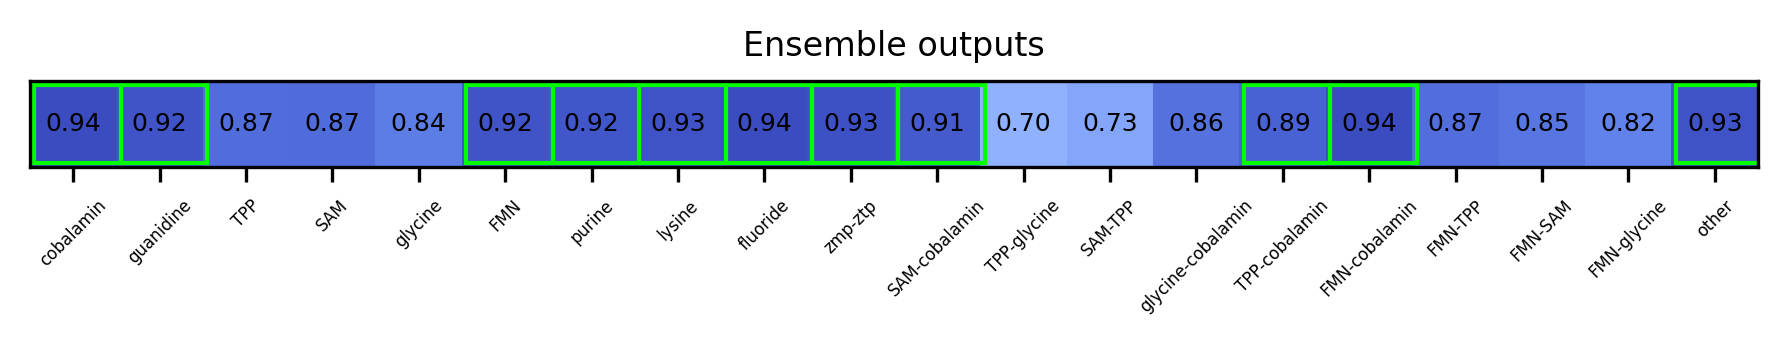 Ensemble outputs
0.94 0.92 0.87 0.87 0.84 0.92 0.92 0.93 0.94 0.93 0.91 0.70 0.73 0.86 0.89 0.94 0.87 0.85 0.82 0.93
cobalamin guanidine TPP SAM glycine FMN purine lysine fluoride zmp-ztp SAM-cobalamin TPP-glycine SAM-TPP glycine-cobalamin TPP-cobalamin FMN-cobalamin FMN-TPP FMN-SAM FMN-glycine other